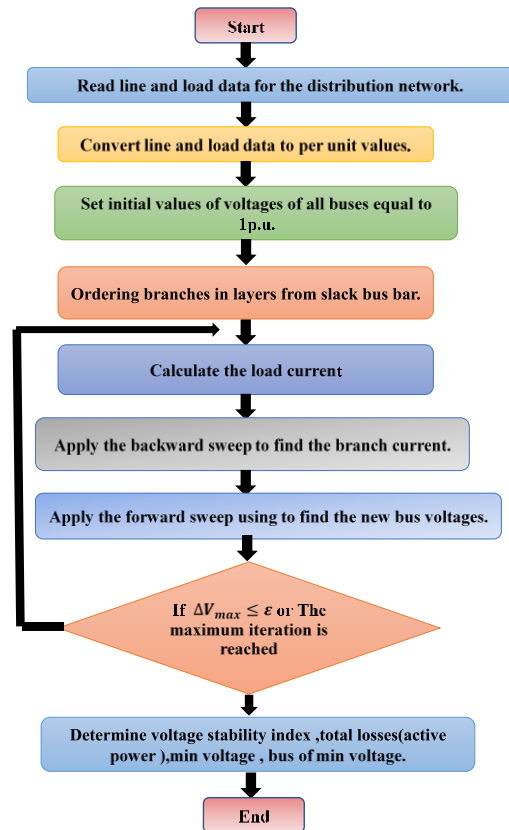 Start
Read line and load data for the distribution network.
Convert line and load data to per unit values.
Set initial values of voltages of all buses equal to
1p.u.
Ordering branches in layers from slack bus bar.
Calculate the load current
Apply the backward sweep to find the branch current.
Apply the forward sweep using to find the new bus voltages.
If ΔVₘₐₓ ≤ ε or The
maximum iteration is
reached
Determine voltage stability index ,total losses(active
power ),min voltage , bus of min voltage.
End